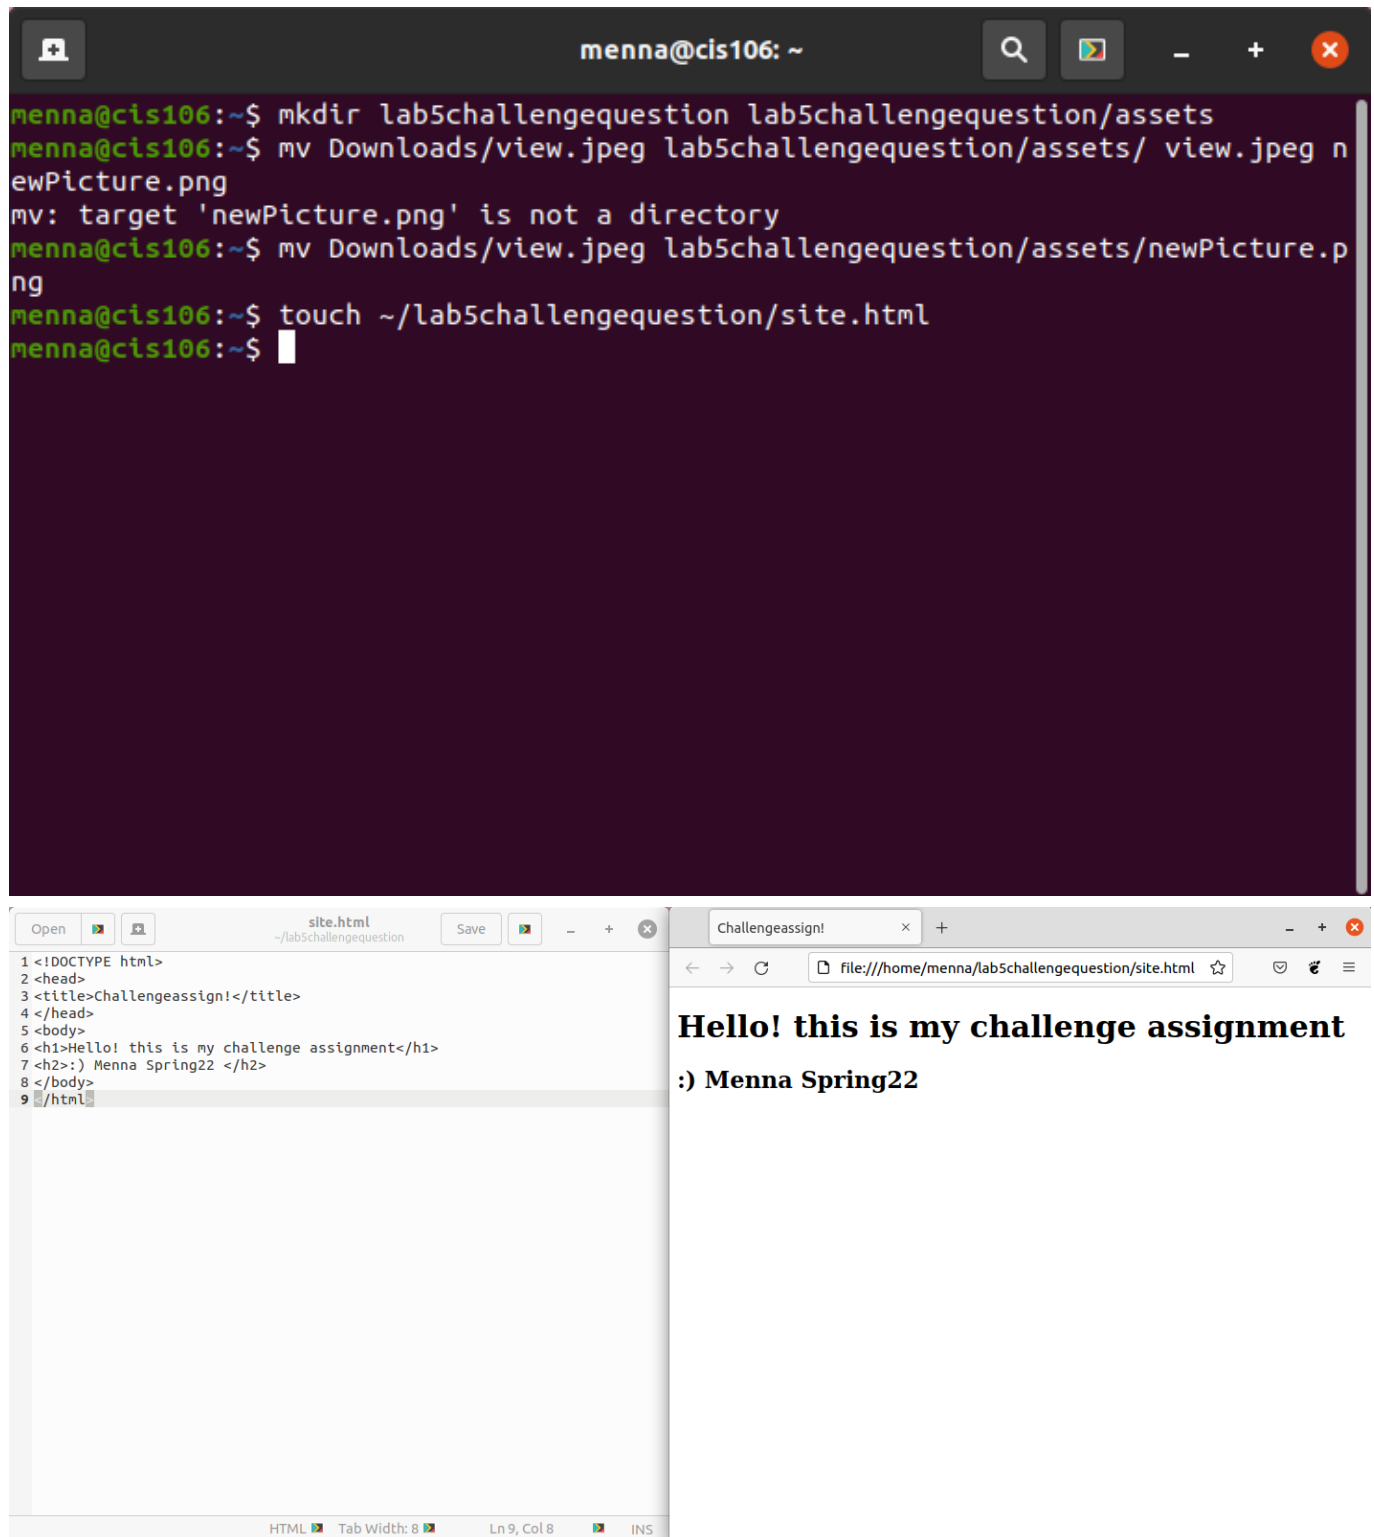 menna@cis106: ~
menna@cis106:~$ mkdir lab5challengequestion lab5challengequestion/assets
menna@cis106:~$ mv Downloads/view.jpeg lab5challengequestion/assets/ view.jpeg n
ewPicture.png
mv: target 'newPicture.png' is not a directory
menna@cis106:~$ mv Downloads/view.jpeg lab5challengequestion/assets/newPicture.p
ng
menna@cis106:~$ touch ~/lab5challengequestion/site.html
menna@cis106:~$
Open site.html Save
~/lab5challengequestion
1 <!DOCTYPE html>
2 <head>
3 <title>Challengeassign!</title>
4 </head>
5 <body>
6 <h1>Hello! this is my challenge assignment</h1>
7 <h2>:) Menna Spring22 </h2>
8 </body>
9 </html>
HTML Tab Width: 8 Ln 9, Col 8 INS
Challengeassign!
file:///home/menna/lab5challengequestion/site.html
Hello! this is my challenge assignment
:) Menna Spring22